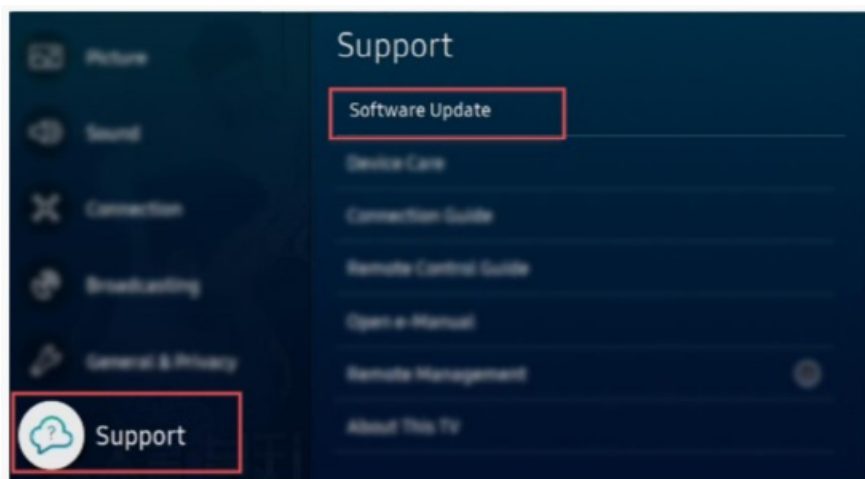 Picture
Sound
Connection
Broadcasting
General & Privacy
Support
Support
Software Update
Device Care
Connection Guide
Remote Control Guide
Open e-Manual
Remote Management
About This TV